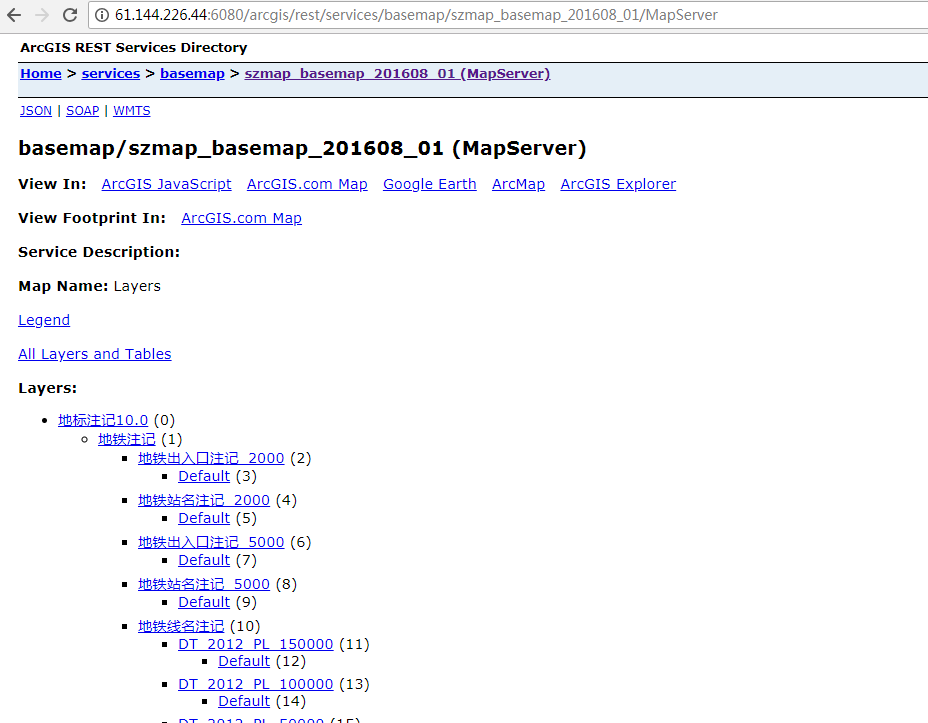 61.144.226.44:6080/arcgis/rest/services/basemap/szmap_basemap_201608_01/MapServer
ArcGIS REST Services Directory
Home > services > basemap > szmap_basemap_201608_01 (MapServer)
JSON | SOAP | WMTS
basemap/szmap_basemap_201608_01 (MapServer)
View In: ArcGIS JavaScript ArcGIS.com Map Google Earth ArcMap ArcGIS Explorer
View Footprint In: ArcGIS.com Map
Service Description:
Map Name: Layers
Legend
All Layers and Tables
Layers:
地标注记10.0 (0)
地铁注记 (1)
地铁出入口注记_2000 (2)
Default (3)
地铁站名注记_2000 (4)
Default (5)
地铁出入口注记_5000 (6)
Default (7)
地铁站名注记_5000 (8)
Default (9)
地铁线名注记 (10)
DT_2012_PL_150000 (11)
Default (12)
DT_2012_PL_100000 (13)
Default (14)
DT_2012_PL_50000 (15)